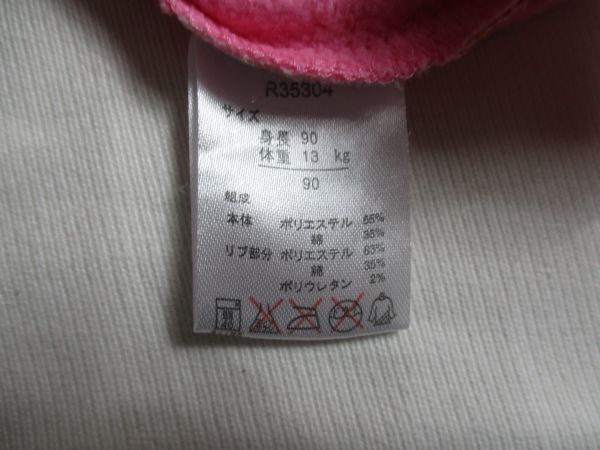 R35304
サイズ
身長 90
体重 13 kg
90
組成
本体 ポリエステル 65%
綿 35%
リブ部分 ポリエステル 63%
綿 35%
ポリウレタン 2%
40